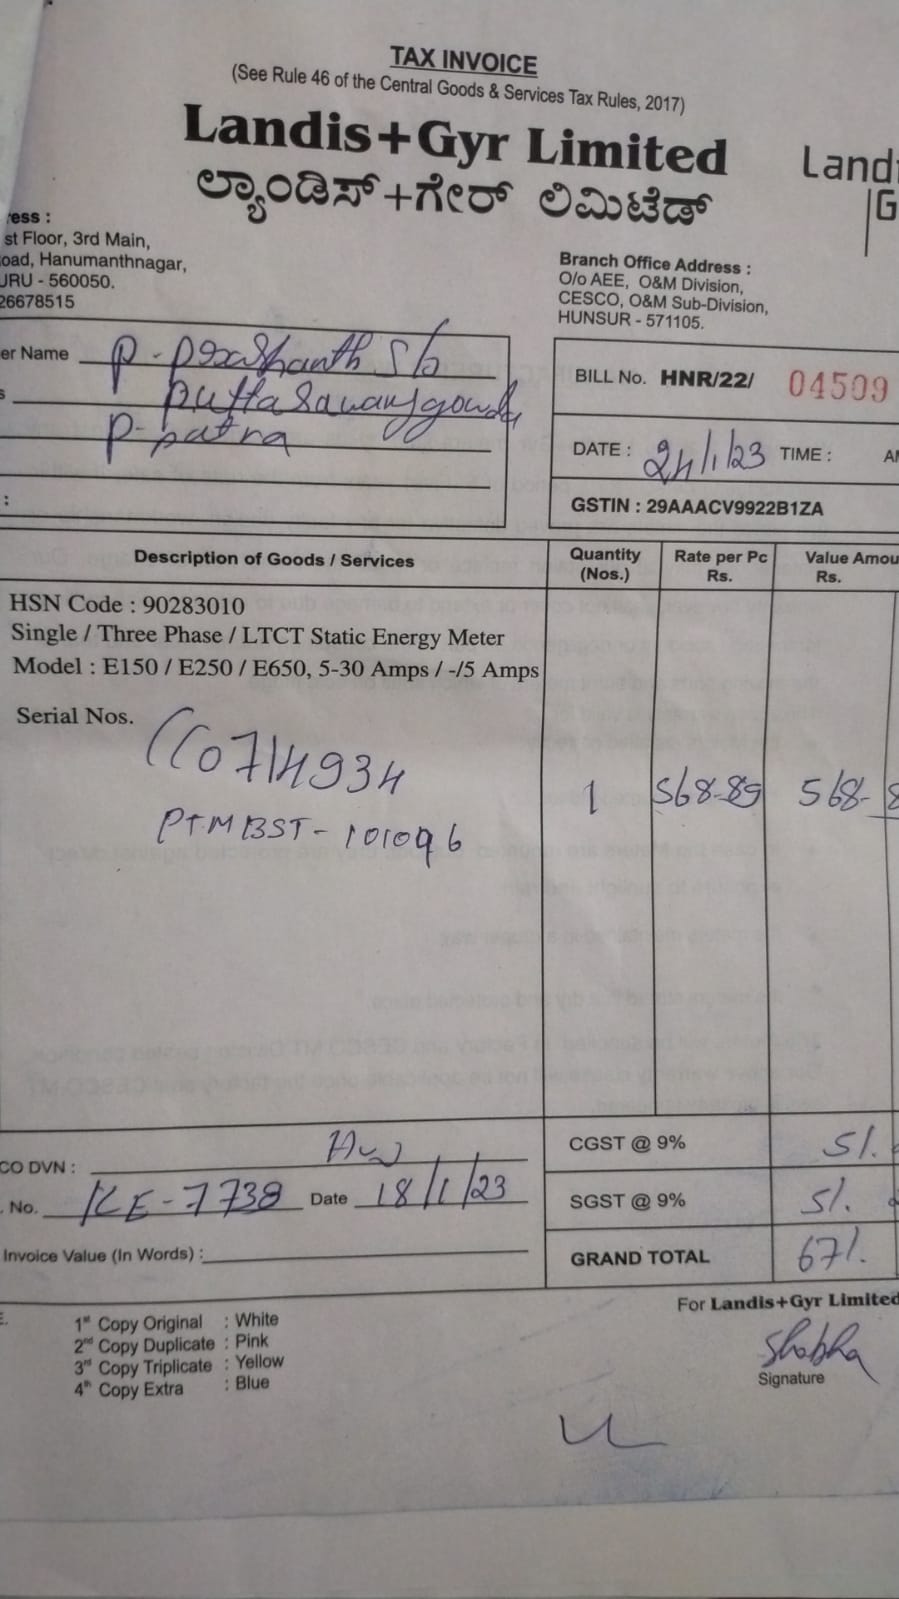 TAX INVOICE
(See Rule 46 of the Central Goods & Services Tax Rules, 2017)
Landis+Gyr Limited
ಲ್ಯಾಂಡಿಸ್+ಗೇರ್ ಲಿಮಿಟೆಡ್
Land
G
ress :
st Floor, 3rd Main,
oad, Hanumanthnagar,
URU - 560050.
26678515
Branch Office Address :
O/o AEE, O&M Division,
CESCO, O&M Sub-Division,
HUNSUR - 571105.
er Name P-prashanth S/o
s puttaSawamygowda
P-patna
:
BILL No. HNR/22/ 04509
DATE : 24/1/23 TIME : A
GSTIN : 29AAACV9922B1ZA
Description of Goods / Services Quantity (Nos.) Rate per Pc Rs. Value Amou Rs.
HSN Code : 90283010
Single / Three Phase / LTCT Static Energy Meter
Model : E150 / E250 / E650, 5-30 Amps / -/5 Amps
Serial Nos.
CC0714934 1 568-89 568-8
PTMBST-101096
CO DVN :
CGST @ 9% 51.
. No. KE-7738 Date 18/1/23
SGST @ 9% 51.
Invoice Value (In Words) :
GRAND TOTAL 671.
For Landis+Gyr Limited
1st Copy Original : White
2nd Copy Duplicate : Pink
3rd Copy Triplicate : Yellow
4th Copy Extra : Blue
Shobha
Signature